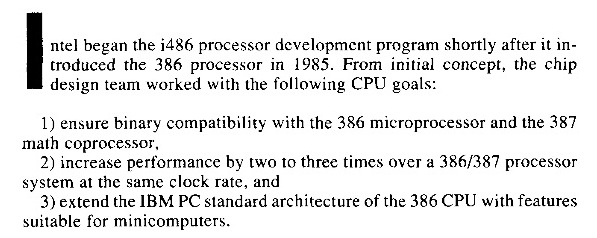 Intel began the i486 processor development program shortly after it in-
troduced the 386 processor in 1985. From initial concept, the chip
design team worked with the following CPU goals:
1) ensure binary compatibility with the 386 microprocessor and the 387
math coprocessor,
2) increase performance by two to three times over a 386/387 processor
system at the same clock rate, and
3) extend the IBM PC standard architecture of the 386 CPU with features
suitable for minicomputers.